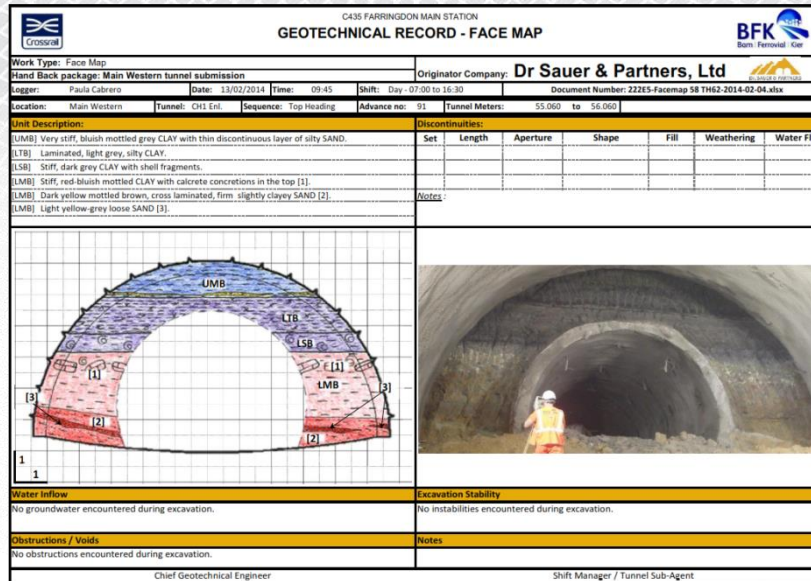 C435 FARRINGDON MAIN STATION
GEOTECHNICAL RECORD - FACE MAP
Crossrail
BFK
Bam Ferrovial Kier
Work Type: Face Map
Hand Back package: Main Western tunnel submission
Originator Company: Dr Sauer & Partners, Ltd
DR. SAUER & PARTNERS
Logger: Paula Cabrero Date: 13/02/2014 Time: 09:45 Shift: Day - 07:00 to 16:30 Document Number: 222E5-Facemap 58 TH62-2014-02-04.xlsx
Location: Main Western Tunnel: CH1 Enl. Sequence: Top Heading Advance no: 91 Tunnel Meters: 55.060 to 56.060
Unit Description:
[UMB] Very stiff, bluish mottled grey CLAY with thin discontinuous layer of silty SAND.
[LTB] Laminated, light grey, silty CLAY.
[LSB] Stiff, dark grey CLAY with shell fragments.
[LMB] Stiff, red-bluish mottled CLAY with calcrete concretions in the top [1].
[LMB] Dark yellow mottled brown, cross laminated, firm slightly clayey SAND [2].
[LMB] Light yellow-grey loose SAND [3].
Discontinuities:
Set Length Aperture Shape Fill Weathering Water Fl
Notes :
UMB
LTB
LSB
[1] [1]
LMB
[3] [3]
[2]
[2]
1
1
Water Inflow
No groundwater encountered during excavation.
Excavation Stability
No instabilities encountered during excavation.
Obstructions / Voids
No obstructions encountered during excavation.
Notes
Chief Geotechnical Engineer
Shift Manager / Tunnel Sub-Agent